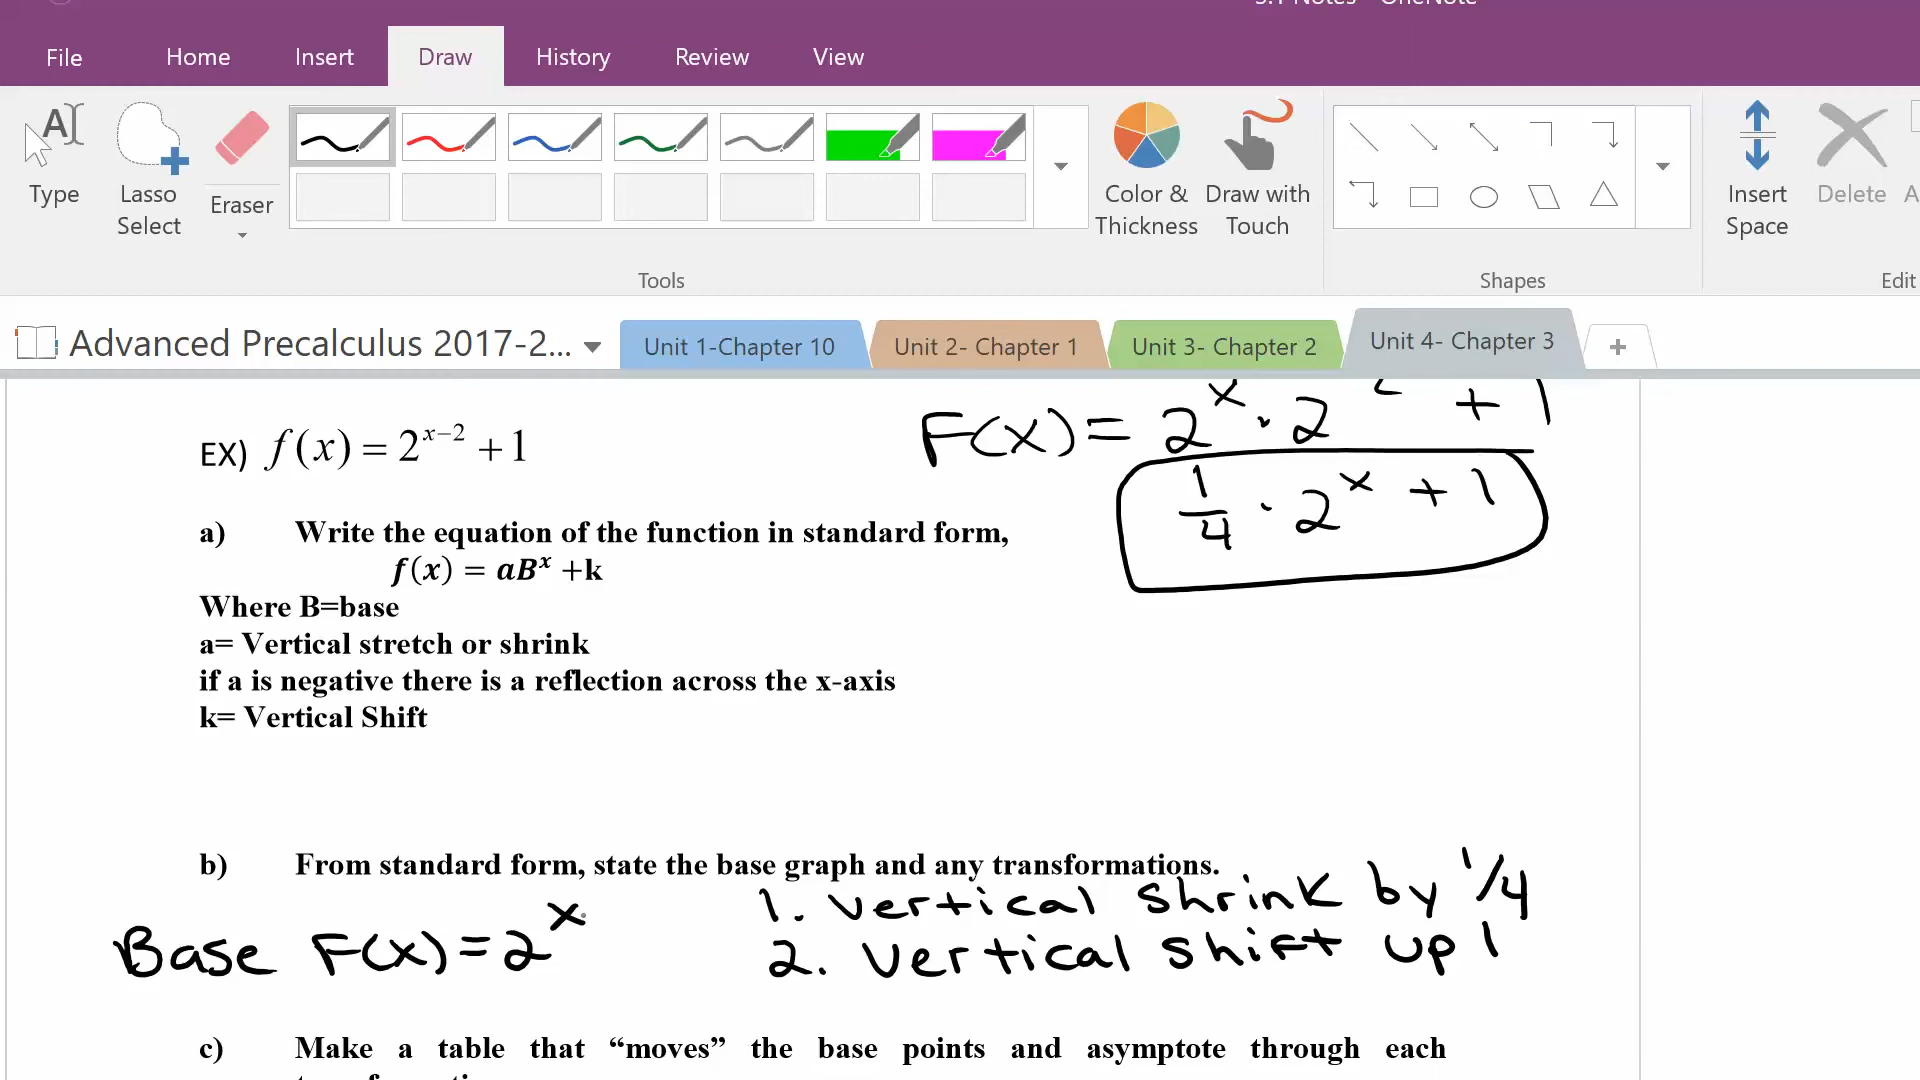 3.1 Notes - OneNote
File Home Insert Draw History Review View
Type Lasso Select Eraser Color & Thickness Draw with Touch Insert Space Delete
Tools Shapes Edit
Advanced Precalculus 2017-2... Unit 1-Chapter 10 Unit 2- Chapter 1 Unit 3- Chapter 2 Unit 4- Chapter 3 +
F(x)= 2^x · 2 + 1
EX) f(x) = 2^{x−2} + 1
1/4 · 2^x + 1
a) Write the equation of the function in standard form,
f(x) = aB^x +k
Where B=base
a= Vertical stretch or shrink
if a is negative there is a reflection across the x-axis
k= Vertical Shift
b) From standard form, state the base graph and any transformations.
1. Vertical shrink by 1/4
Base F(x)=2^x
2. Vertical shift up 1
c) Make a table that “moves” the base points and asymptote through each